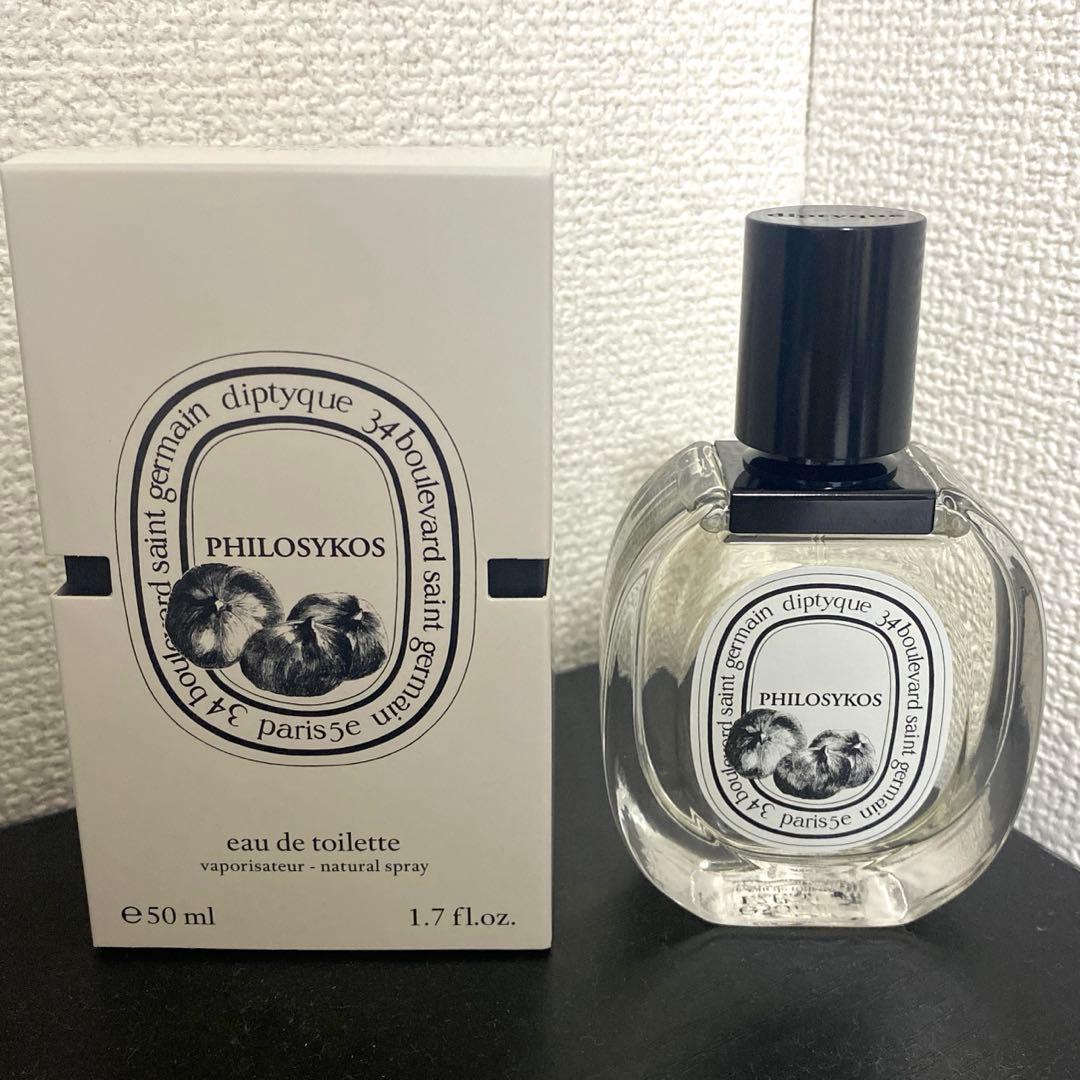 diptyque 34 boulevard saint germain paris 5e 34 boulevard saint germain
PHILOSYKOS
eau de toilette
vaporisateur - natural spray
e 50 ml
1.7 fl.oz.
diptyque
diptyque 34 boulevard saint germain paris 5e 34 boulevard saint germain
PHILOSYKOS